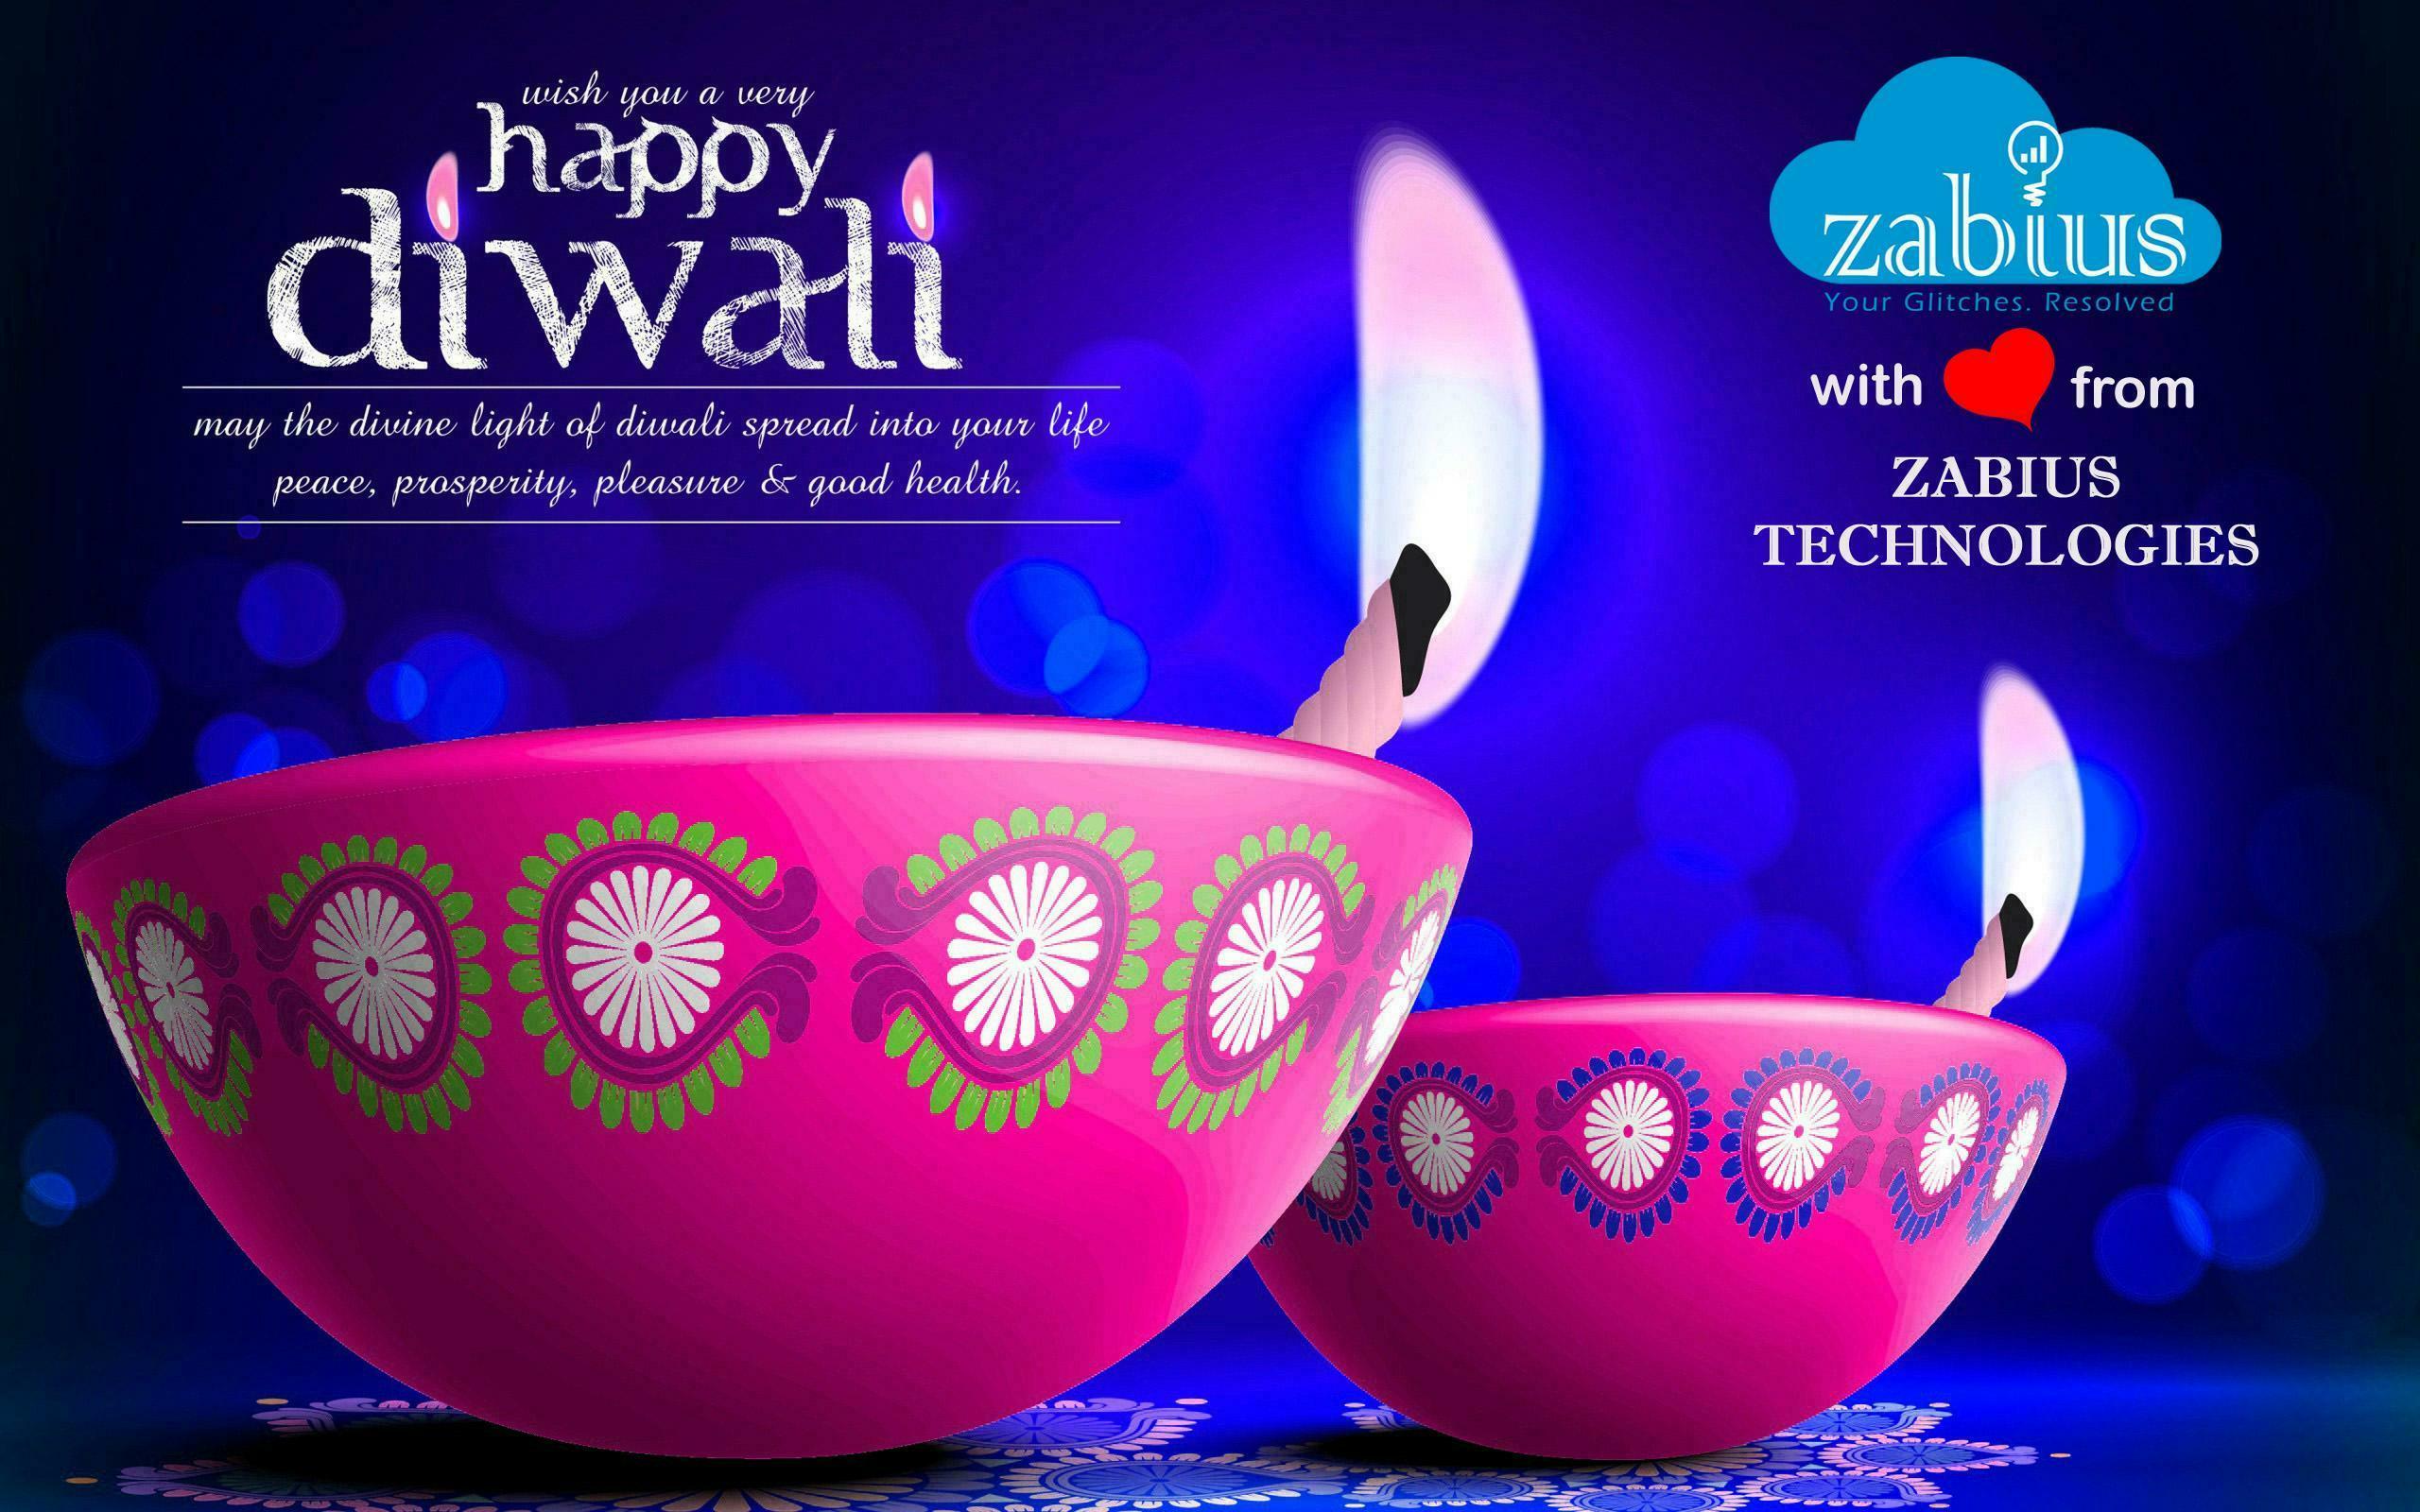 wish you a very
happy
diwali
may the divine light of diwali spread into your life
peace, prosperity, pleasure & good health.
zabius
Your Glitches. Resolved
with from
ZABIUS
TECHNOLOGIES